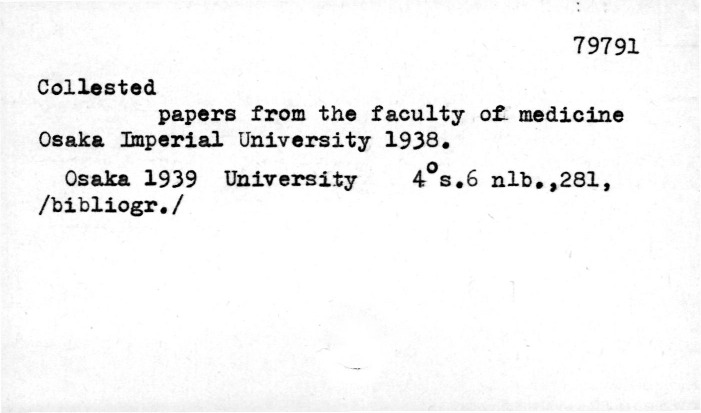 79791
Collested
papers from the faculty of medicine
Osaka Imperial University 1938.
Osaka 1939 University 4°s.6 nlb.,281,
/bibliogr./